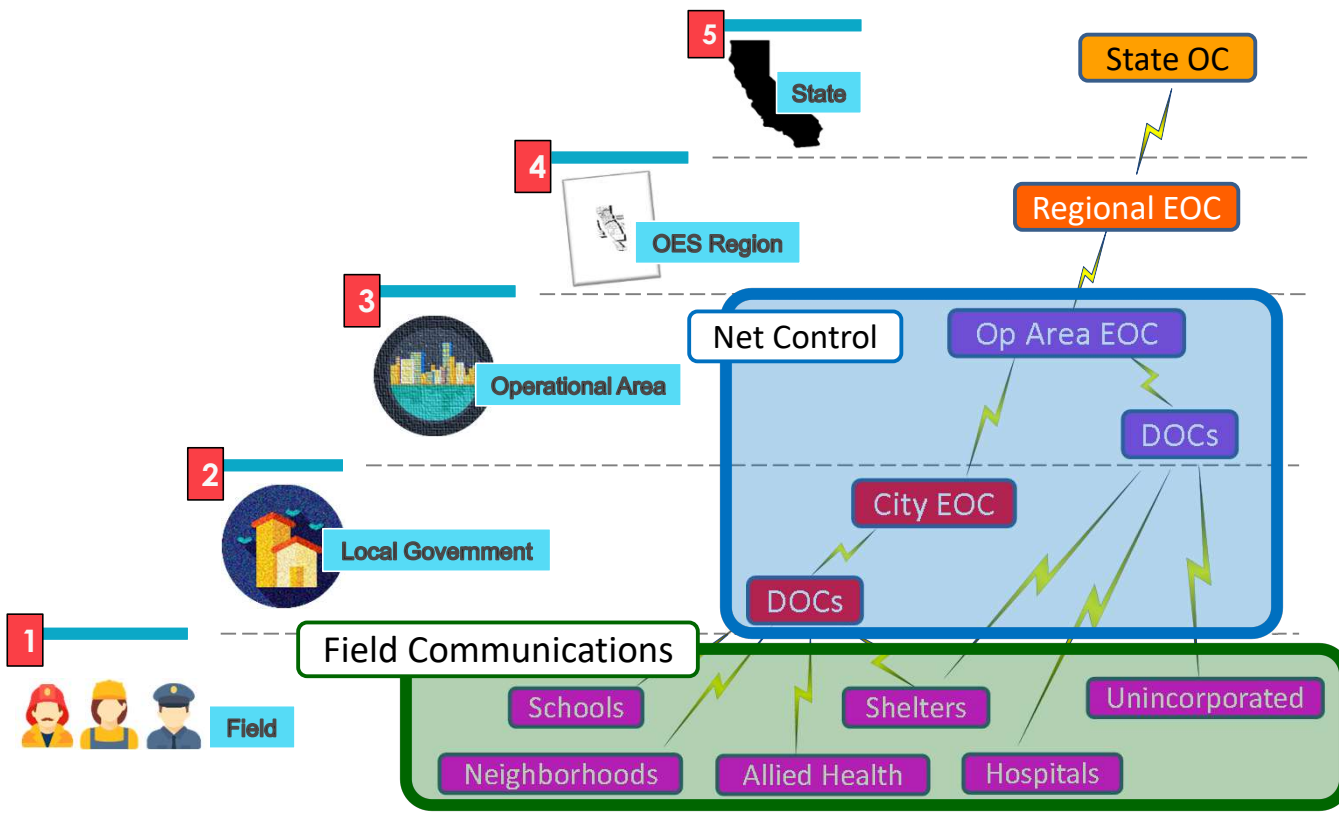 5
State OC
State
4
Regional EOC
OES Region
3
Net Control
Op Area EOC
Operational Area
DOCs
2
City EOC
Local Government
DOCs
1
Field Communications
Schools
Shelters
Unincorporated
Field
Neighborhoods
Allied Health
Hospitals